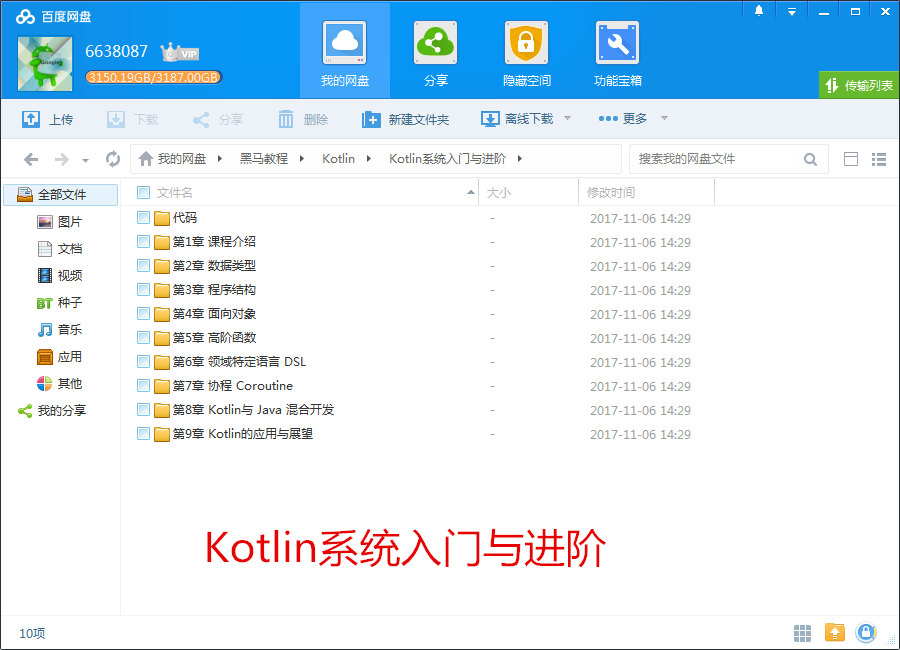 百度网盘
6638087 VIP
3150.19GB/3187.00GB
我的网盘
分享
隐藏空间
功能宝箱
传输列表
上传 下载 分享 删除 新建文件夹 离线下载 更多
我的网盘 黑马教程 Kotlin Kotlin系统入门与进阶 搜索我的网盘文件
全部文件
图片
文档
视频
BT 种子
音乐
应用
其他
我的分享
文件名 大小 修改时间
代码 - 2017-11-06 14:29
第1章 课程介绍 - 2017-11-06 14:29
第2章 数据类型 - 2017-11-06 14:29
第3章 程序结构 - 2017-11-06 14:29
第4章 面向对象 - 2017-11-06 14:29
第5章 高阶函数 - 2017-11-06 14:29
第6章 领域特定语言 DSL - 2017-11-06 14:29
第7章 协程 Coroutine - 2017-11-06 14:29
第8章 Kotlin与 Java 混合开发 - 2017-11-06 14:29
第9章 Kotlin的应用与展望 - 2017-11-06 14:29
Kotlin系统入门与进阶
10项